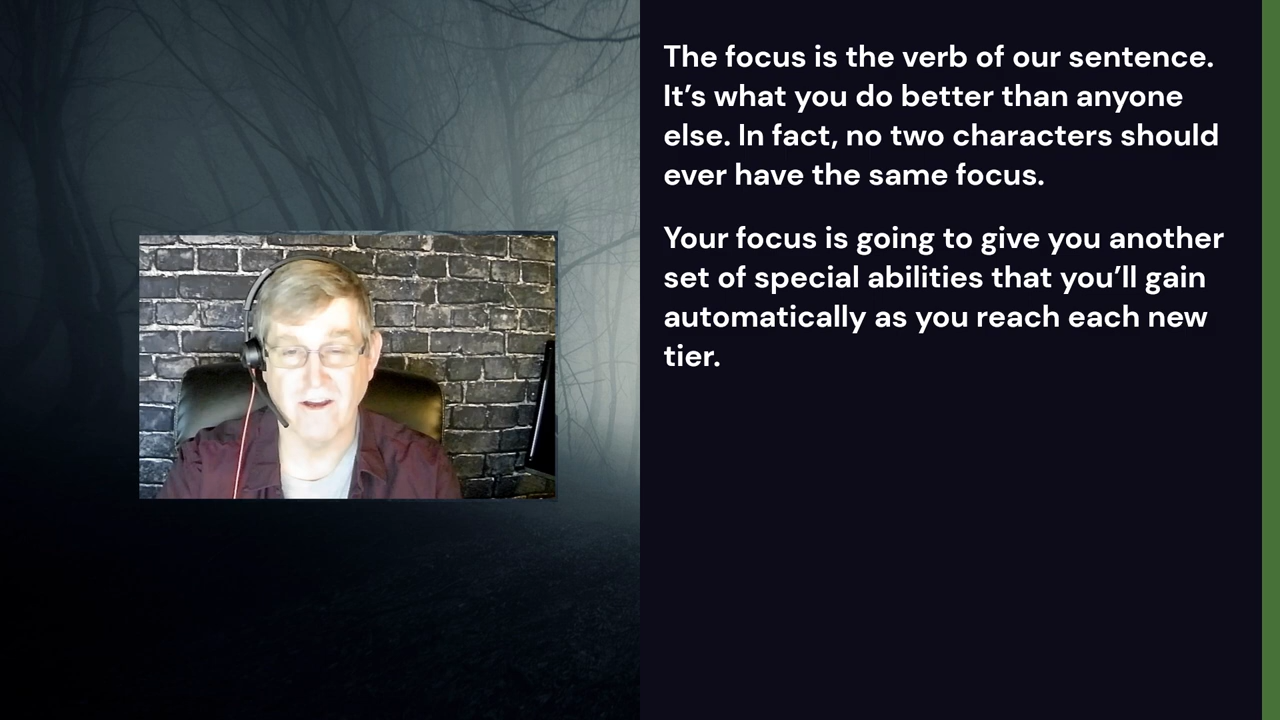 The focus is the verb of our sentence.
It’s what you do better than anyone
else. In fact, no two characters should
ever have the same focus.
Your focus is going to give you another
set of special abilities that you’ll gain
automatically as you reach each new
tier.